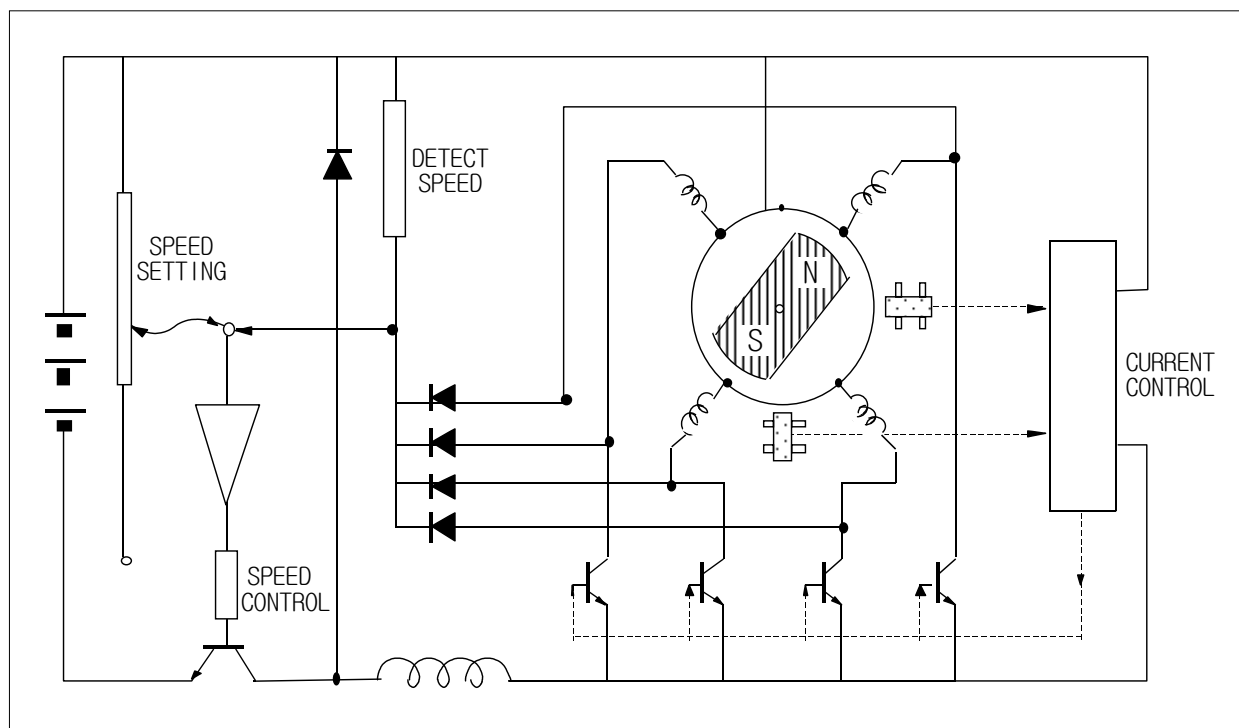 DETECT
SPEED
SPEED
SETTING
N
S
CURRENT
CONTROL
SPEED
CONTROL